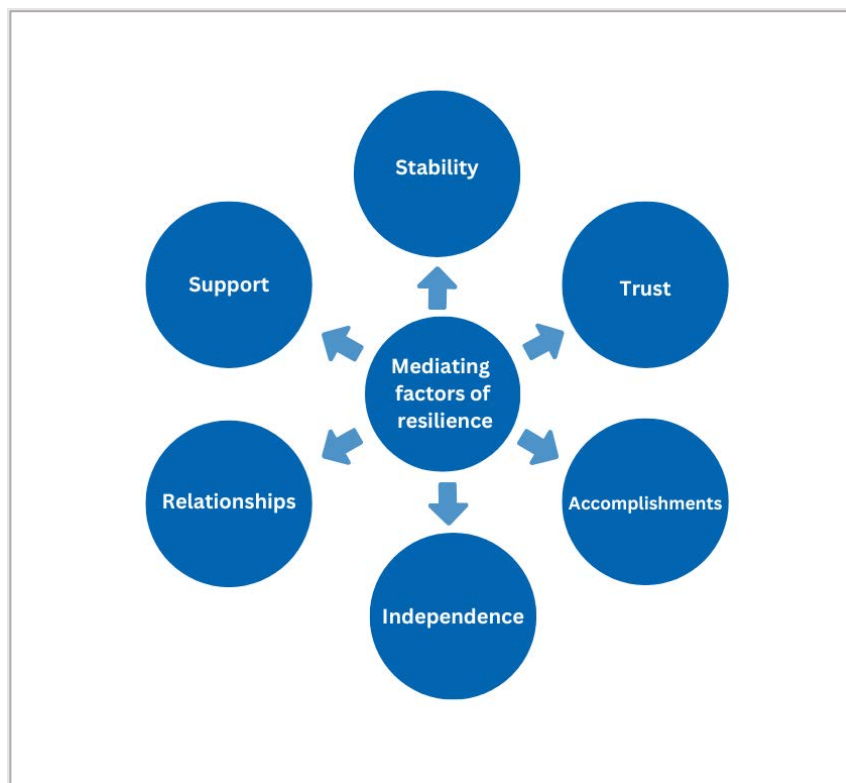 Stability
Support
Trust
Mediating
factors of
resilience
Relationships
Accomplishments
Independence